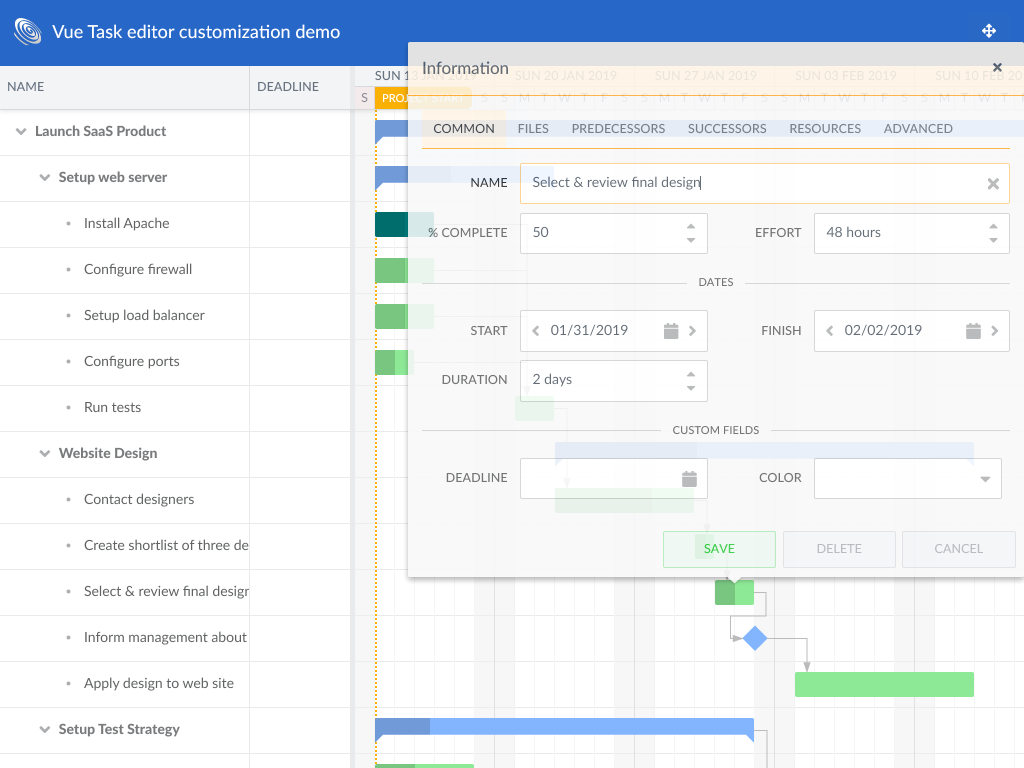 Vue Task editor customization demo
NAME
DEADLINE
SUN 13 JAN 2019
SUN 20 JAN 2019
SUN 27 JAN 2019
SUN 03 FEB 2019
SUN 10 FEB 20
S
PROJECT START
S S M T W T F S S M T W T F S S M T W T F S S M T W T
Launch SaaS Product
Setup web server
Install Apache
Configure firewall
Setup load balancer
Configure ports
Run tests
Website Design
Contact designers
Create shortlist of three de
Select & review final design
Inform management about
Apply design to web site
Setup Test Strategy
Information
COMMON
FILES
PREDECESSORS
SUCCESSORS
RESOURCES
ADVANCED
NAME
Select & review final design
% COMPLETE
50
EFFORT
48 hours
DATES
START
01/31/2019
FINISH
02/02/2019
DURATION
2 days
CUSTOM FIELDS
DEADLINE
COLOR
SAVE
DELETE
CANCEL